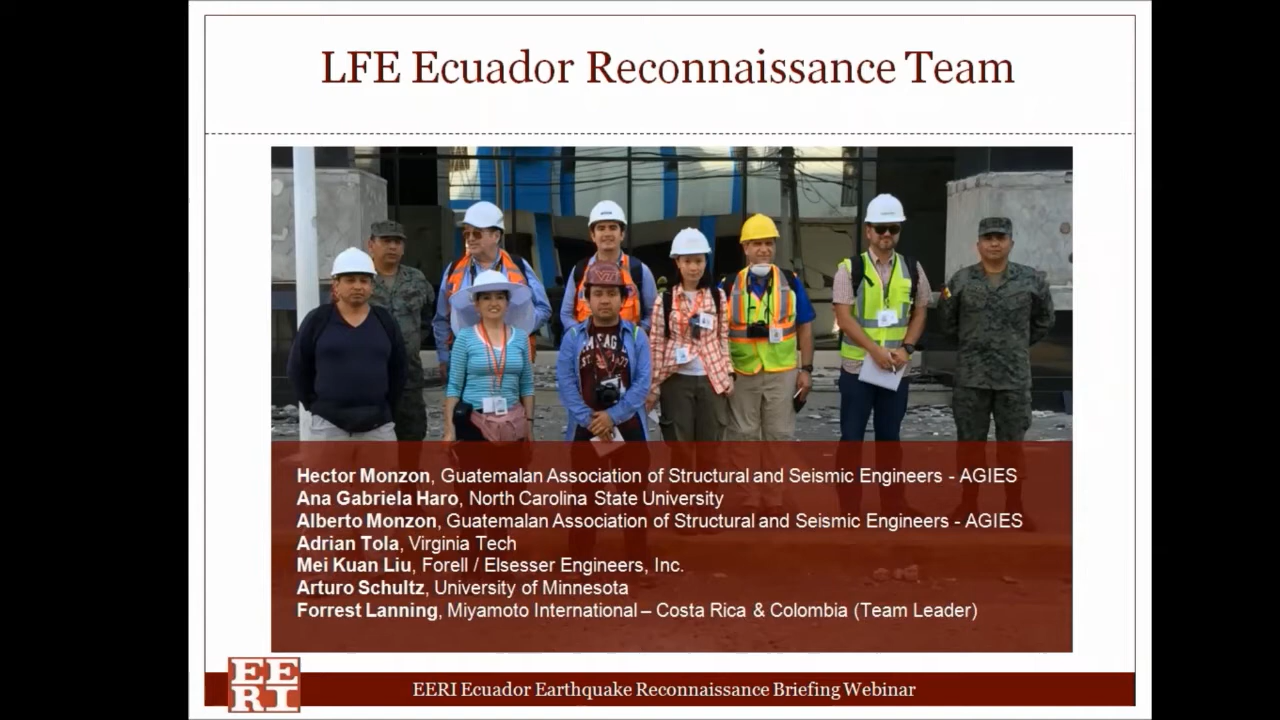 LFE Ecuador Reconnaissance Team
Hector Monzon, Guatemalan Association of Structural and Seismic Engineers - AGIES
Ana Gabriela Haro, North Carolina State University
Alberto Monzon, Guatemalan Association of Structural and Seismic Engineers - AGIES
Adrian Tola, Virginia Tech
Mei Kuan Liu, Forell / Elsesser Engineers, Inc.
Arturo Schultz, University of Minnesota
Forrest Lanning, Miyamoto International – Costa Rica & Colombia (Team Leader)
EE
RI
EERI Ecuador Earthquake Reconnaissance Briefing Webinar